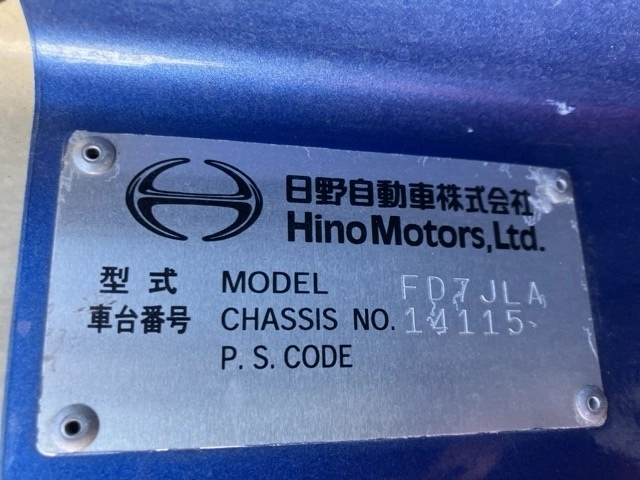 日野自動車株式会社
Hino Motors, Ltd.
型式 MODEL FD7JLA
車台番号 CHASSIS NO. 14115
P. S. CODE